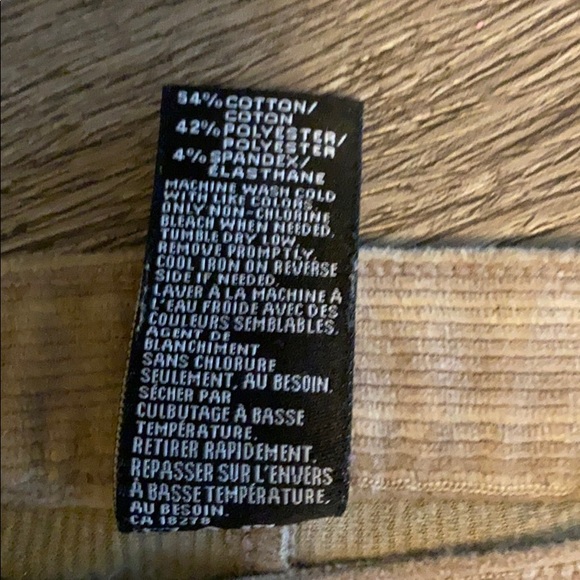 54% COTTON/
COTON
42% POLYESTER/
POLYESTER
4% SPANDEX/
ÉLASTHANE
MACHINE WASH COLD
WITH LIKE COLORS.
ONLY NON-CHLORINE
BLEACH WHEN NEEDED.
TUMBLE DRY LOW.
REMOVE PROMPTLY.
COOL IRON ON REVERSE
SIDE IF NEEDED.
LAVER À LA MACHINE À
L'EAU FROIDE AVEC DES
COULEURS SEMBLABLES.
AGENT DE
BLANCHIMENT
SANS CHLORURE
SEULEMENT, AU BESOIN.
SÉCHER PAR
CULBUTAGE À BASSE
TEMPÉRATURE.
RETIRER RAPIDEMENT.
REPASSER SUR L'ENVERS
À BASSE TEMPÉRATURE,
AU BESOIN.
CA 18278